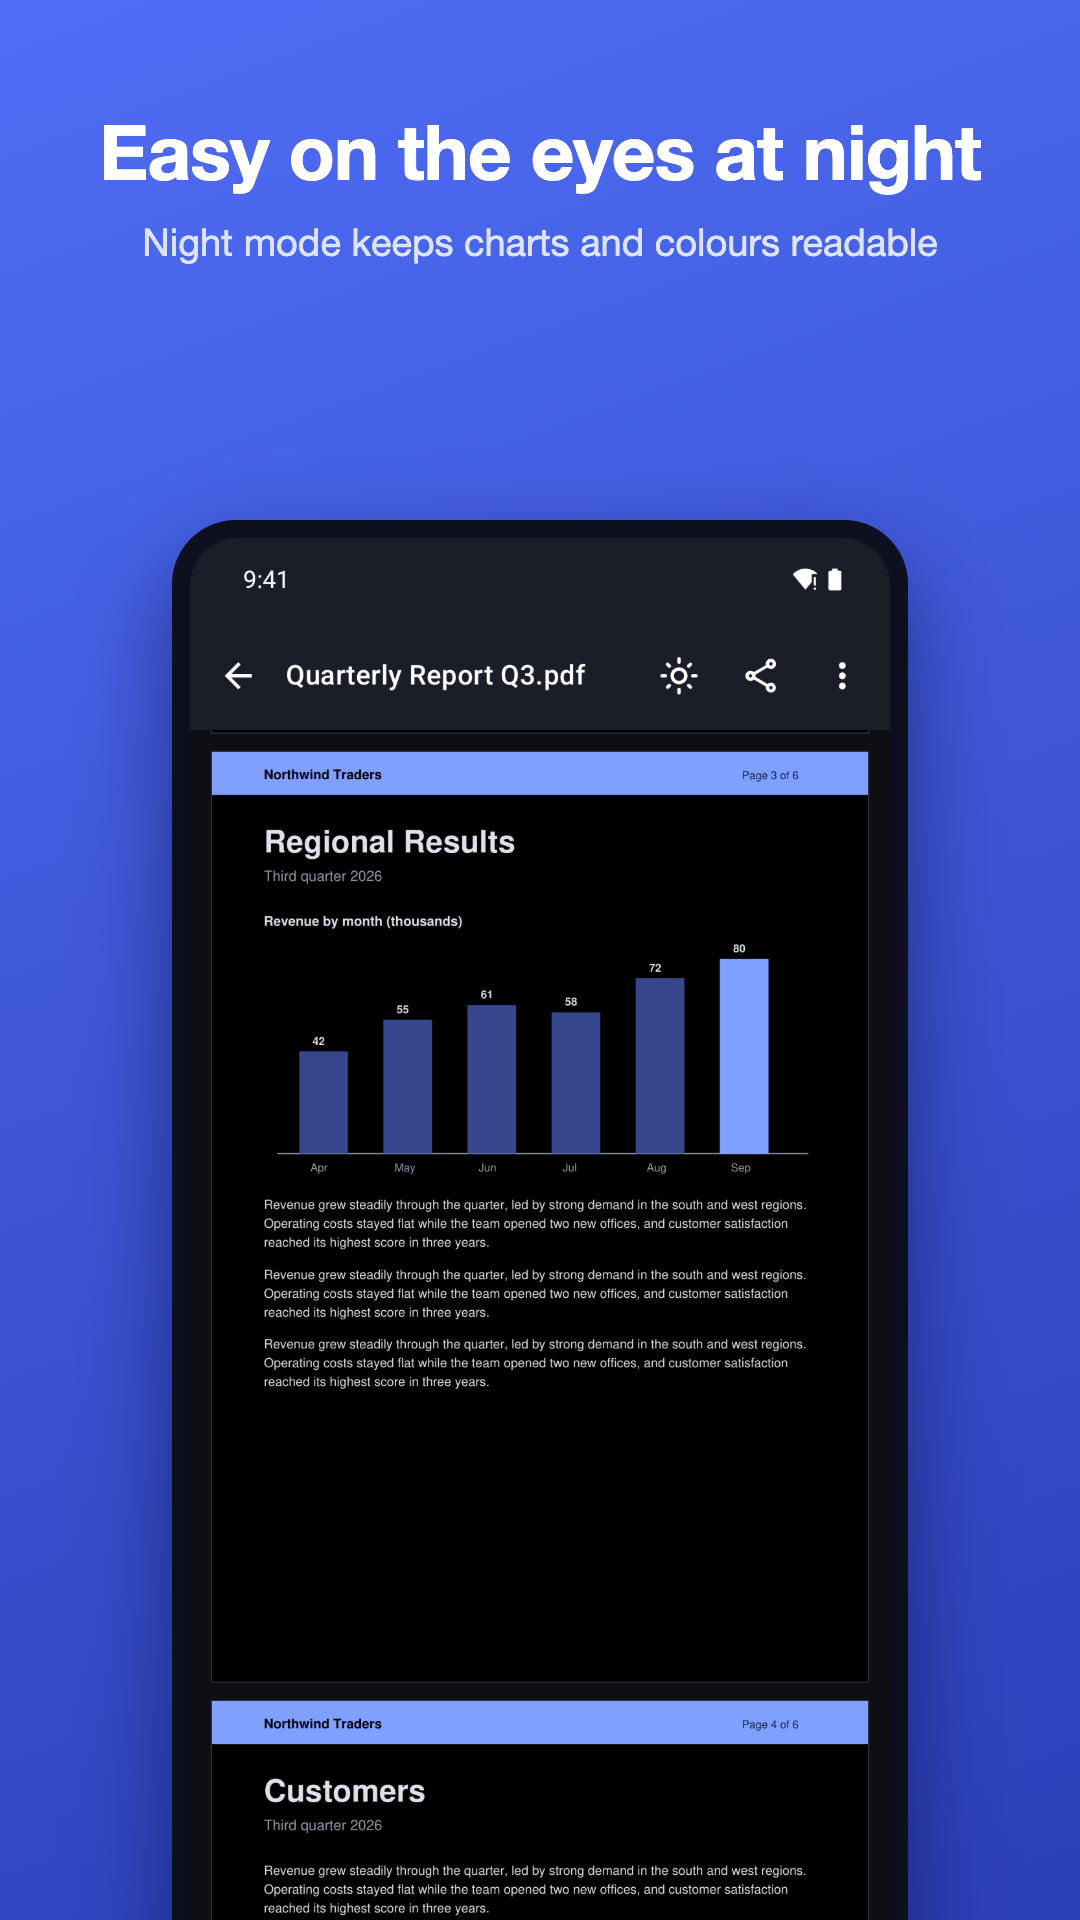 Easy on the eyes at night
Night mode keeps charts and colours readable
9:41
Quarterly Report Q3.pdf
Northwind Traders Page 3 of 6
Regional Results
Third quarter 2026
Revenue by month (thousands)
42 55 61 58 72 80
Apr May Jun Jul Aug Sep
Revenue grew steadily through the quarter, led by strong demand in the south and west regions.
Operating costs stayed flat while the team opened two new offices, and customer satisfaction
reached its highest score in three years.
Revenue grew steadily through the quarter, led by strong demand in the south and west regions.
Operating costs stayed flat while the team opened two new offices, and customer satisfaction
reached its highest score in three years.
Revenue grew steadily through the quarter, led by strong demand in the south and west regions.
Operating costs stayed flat while the team opened two new offices, and customer satisfaction
reached its highest score in three years.
Northwind Traders Page 4 of 6
Customers
Third quarter 2026
Revenue grew steadily through the quarter, led by strong demand in the south and west regions.
Operating costs stayed flat while the team opened two new offices, and customer satisfaction
reached its highest score in three years.